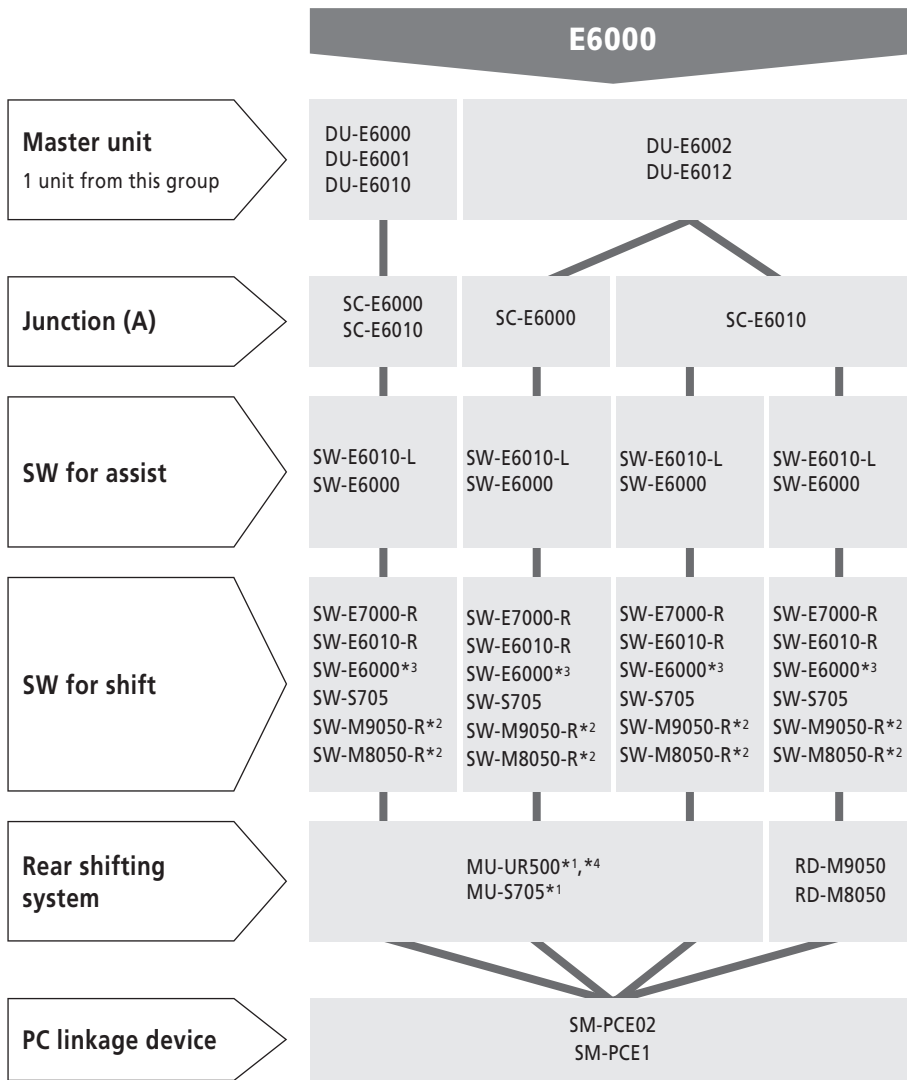 E6000
Master unit
1 unit from this group
DU-E6000
DU-E6001
DU-E6010
DU-E6002
DU-E6012
Junction (A)
SC-E6000
SC-E6010
SC-E6000
SC-E6010
SW for assist
SW-E6010-L
SW-E6000
SW-E6010-L
SW-E6000
SW-E6010-L
SW-E6000
SW-E6010-L
SW-E6000
SW for shift
SW-E7000-R
SW-E6010-R
SW-E6000*3
SW-S705
SW-M9050-R*2
SW-M8050-R*2
SW-E7000-R
SW-E6010-R
SW-E6000*3
SW-S705
SW-M9050-R*2
SW-M8050-R*2
SW-E7000-R
SW-E6010-R
SW-E6000*3
SW-S705
SW-M9050-R*2
SW-M8050-R*2
SW-E7000-R
SW-E6010-R
SW-E6000*3
SW-S705
SW-M9050-R*2
SW-M8050-R*2
Rear shifting
system
MU-UR500*1,*4
MU-S705*1
RD-M9050
RD-M8050
PC linkage device
SM-PCE02
SM-PCE1